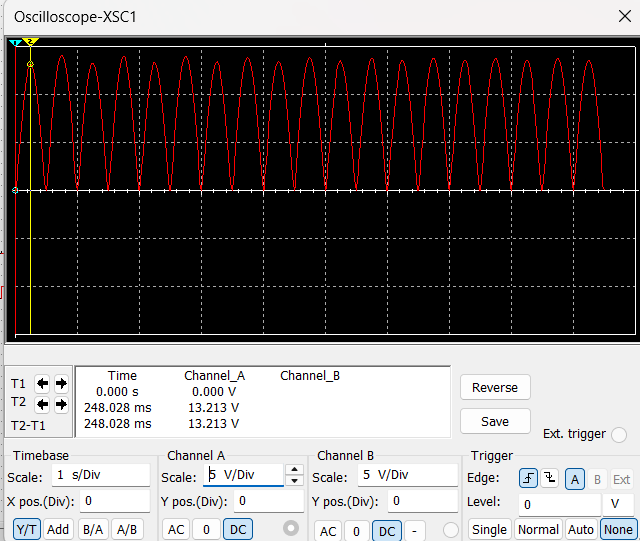 Oscilloscope-XSC1
1 2
Time Channel_A Channel_B
T1 0.000 s 0.000 V
T2 248.028 ms 13.213 V
T2-T1 248.028 ms 13.213 V
Reverse
Save
Ext. trigger
Timebase Channel A Channel B Trigger
Scale: 1 s/Div Scale: 5 V/Div Scale: 5 V/Div Edge: A B Ext
X pos.(Div): 0 Y pos.(Div): 0 Y pos.(Div): 0 Level: 0 V
Y/T Add B/A A/B AC 0 DC AC 0 DC - Single Normal Auto None